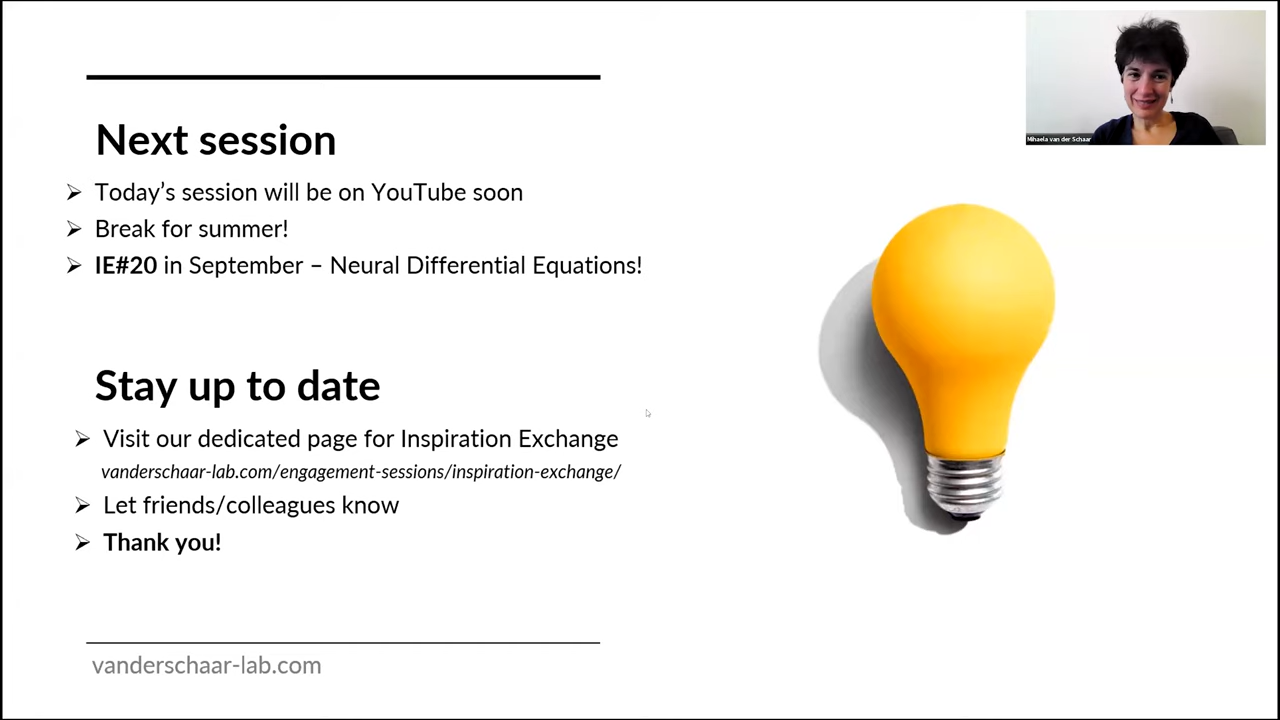 Mihaela van der Schaar
Next session
Today's session will be on YouTube soon
Break for summer!
IE#20 in September – Neural Differential Equations!
Stay up to date
Visit our dedicated page for Inspiration Exchange
vanderschaar-lab.com/engagement-sessions/inspiration-exchange/
Let friends/colleagues know
Thank you!
vanderschaar-lab.com